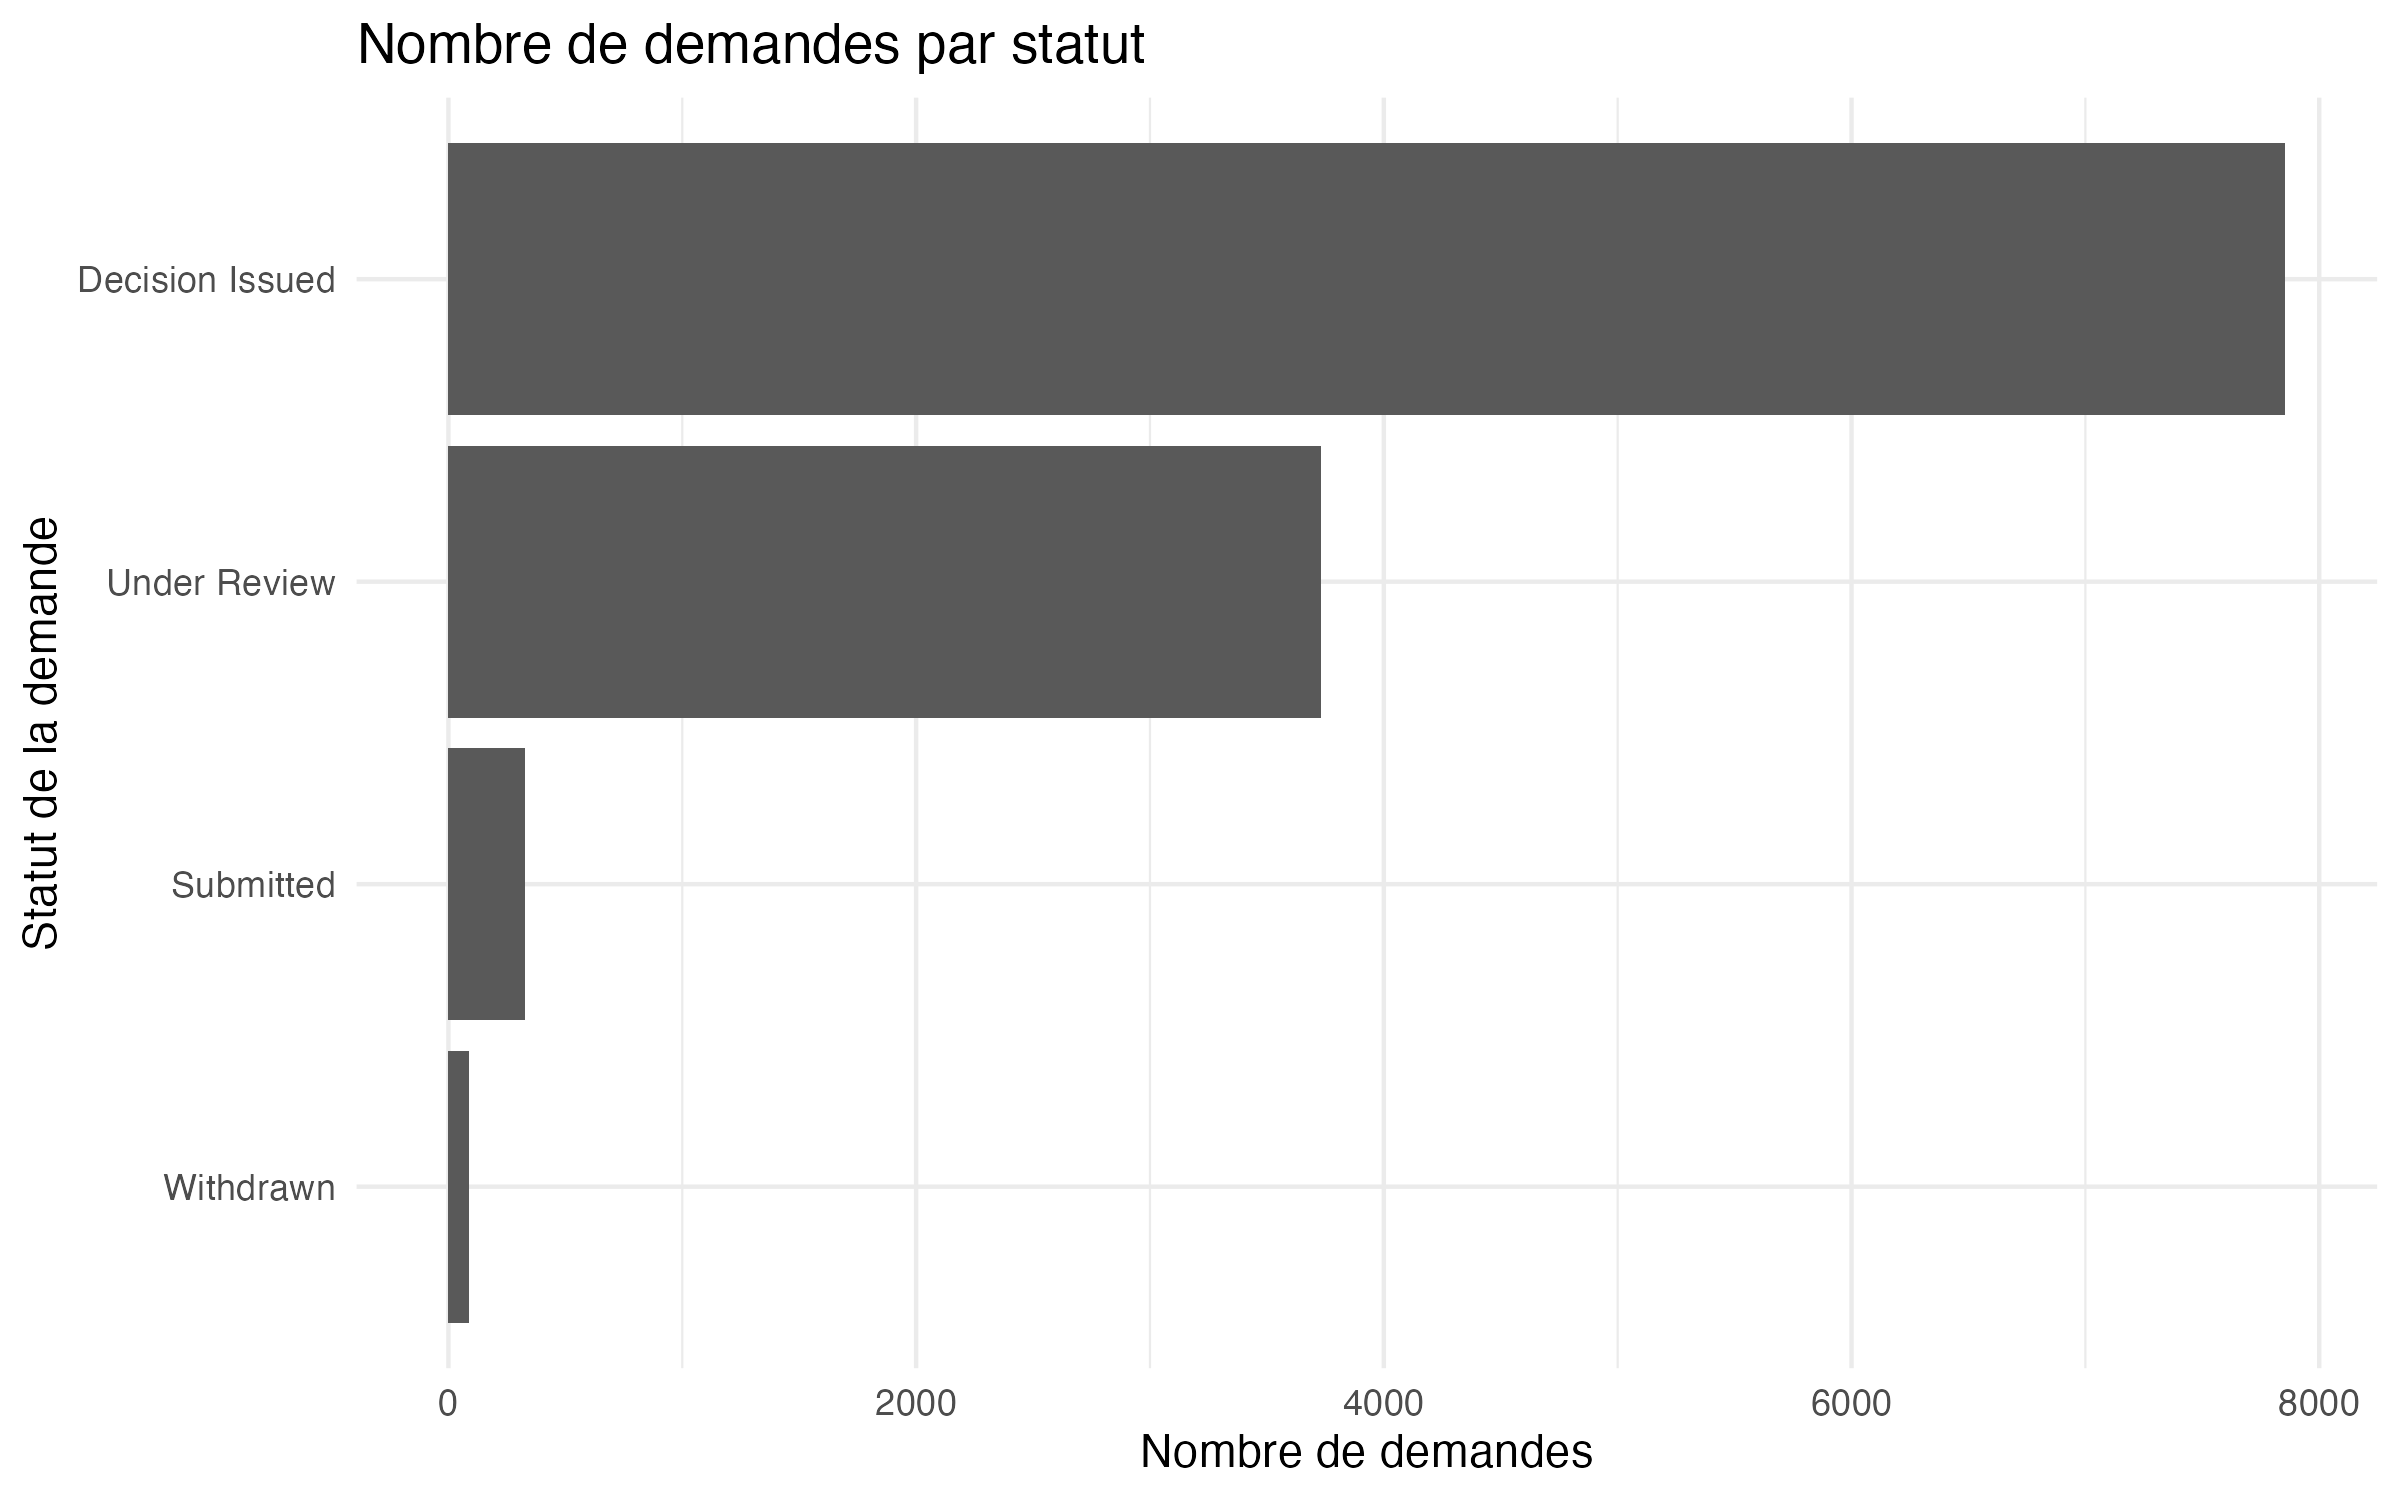 Nombre de demandes par statut
Statut de la demande
Decision Issued
Under Review
Submitted
Withdrawn
0 2000 4000 6000 8000
Nombre de demandes